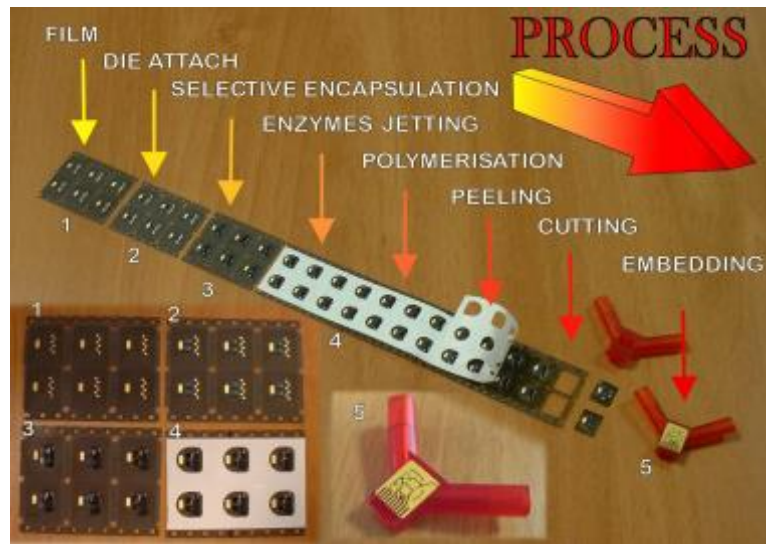 PROCESS
FILM
DIE ATTACH
SELECTIVE ENCAPSULATION
ENZYMES JETTING
POLYMERISATION
PEELING
CUTTING
EMBEDDING
1
2
3
4
5
1
2
3
4
5